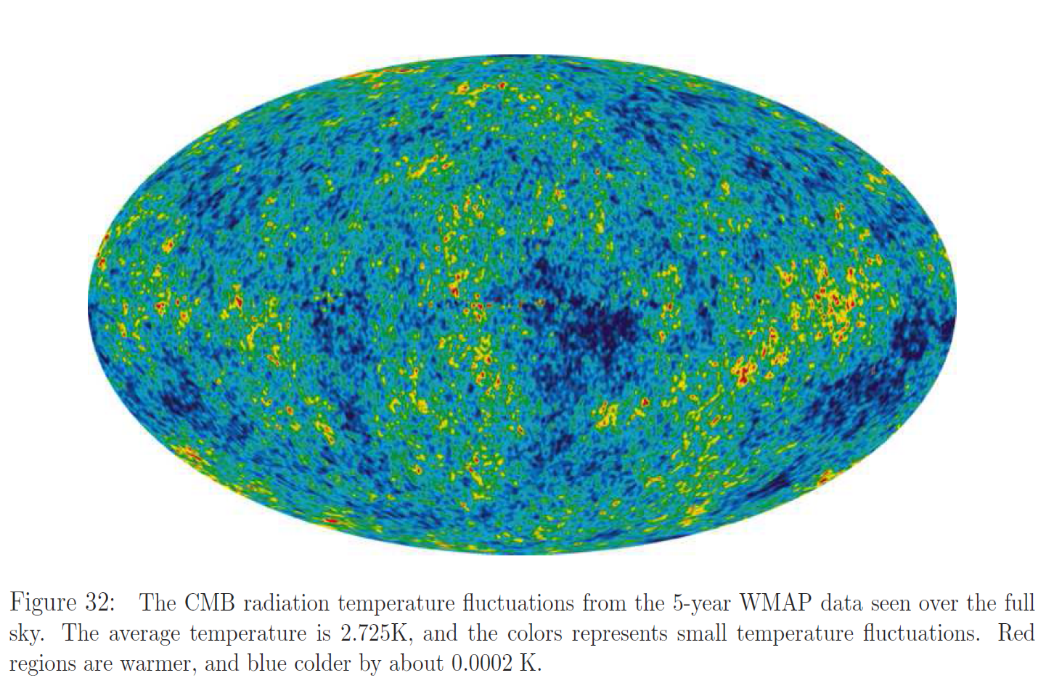 Figure 32: The CMB radiation temperature fluctuations from the 5-year WMAP data seen over the full
sky. The average temperature is 2.725K, and the colors represents small temperature fluctuations. Red
regions are warmer, and blue colder by about 0.0002 K.